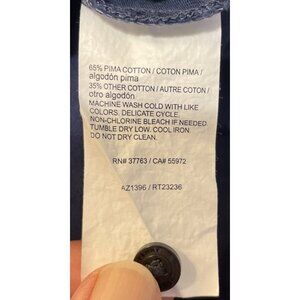 65% PIMA COTTON / COTON PIMA /
algodón pima
35% OTHER COTTON / AUTRE COTON /
otro algodón
MACHINE WASH COLD WITH LIKE
COLORS. DELICATE CYCLE.
NON-CHLORINE BLEACH IF NEEDED.
TUMBLE DRY LOW. COOL IRON.
DO NOT DRY CLEAN.
RN# 37763 / CA# 55972
AZ1396 / RT23236